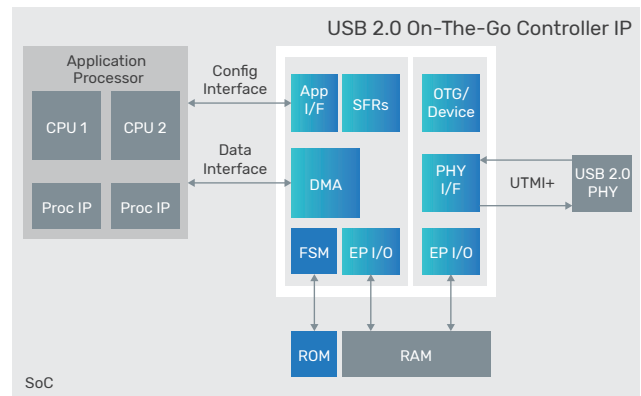 USB 2.0 On-The-Go Controller IP
Application
Processor
CPU 1
CPU 2
Proc IP
Proc IP
Config
Interface
Data
Interface
App
I/F
SFRs
DMA
FSM
EP I/O
OTG/
Device
PHY
I/F
EP I/O
UTMI+
USB 2.0
PHY
ROM
RAM
SoC